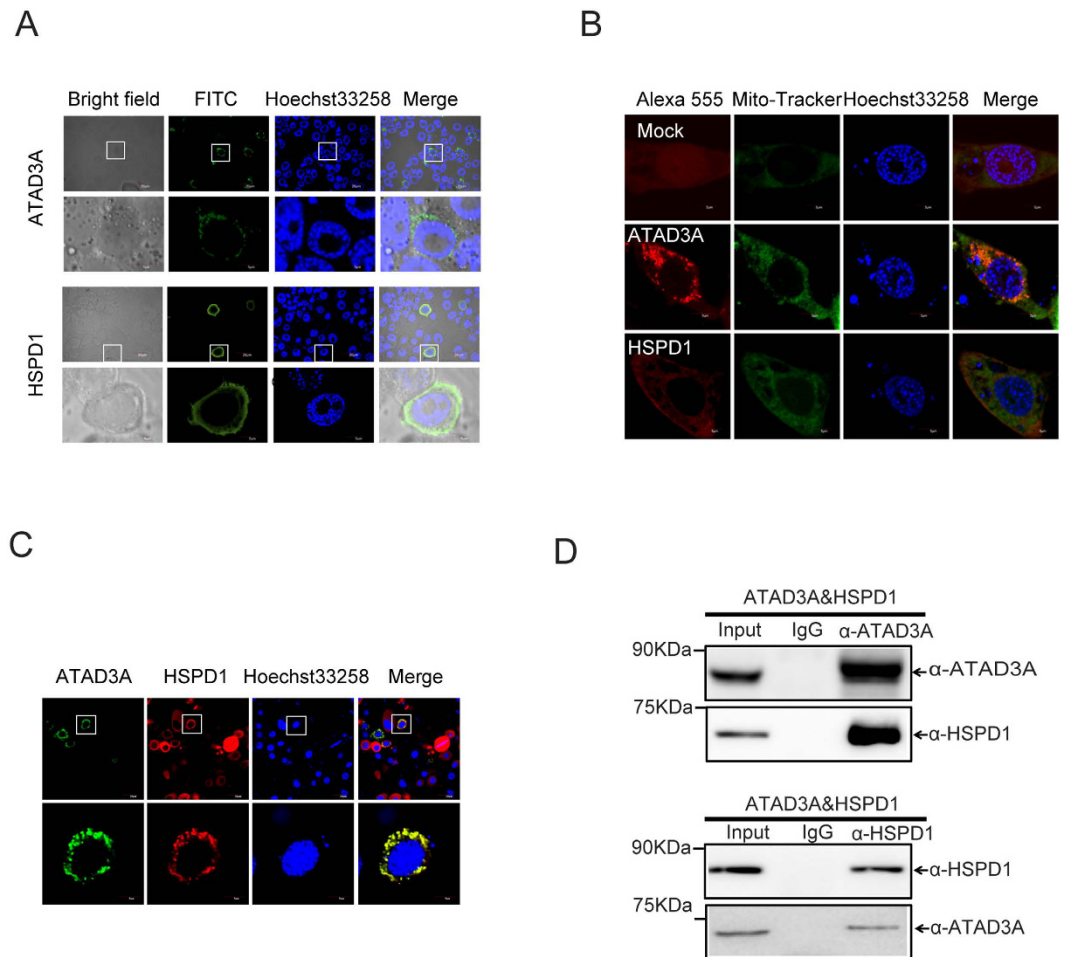 A
Bright field FITC Hoechst33258 Merge
ATAD3A
HSPD1
B
Alexa 555 Mito-Tracker Hoechst33258 Merge
Mock
ATAD3A
HSPD1
C
ATAD3A HSPD1 Hoechst33258 Merge
D
ATAD3A&HSPD1
Input IgG α-ATAD3A
90KDa
←α-ATAD3A
75KDa
←α-HSPD1
ATAD3A&HSPD1
Input IgG α-HSPD1
90KDa
←α-HSPD1
75KDa
←α-ATAD3A